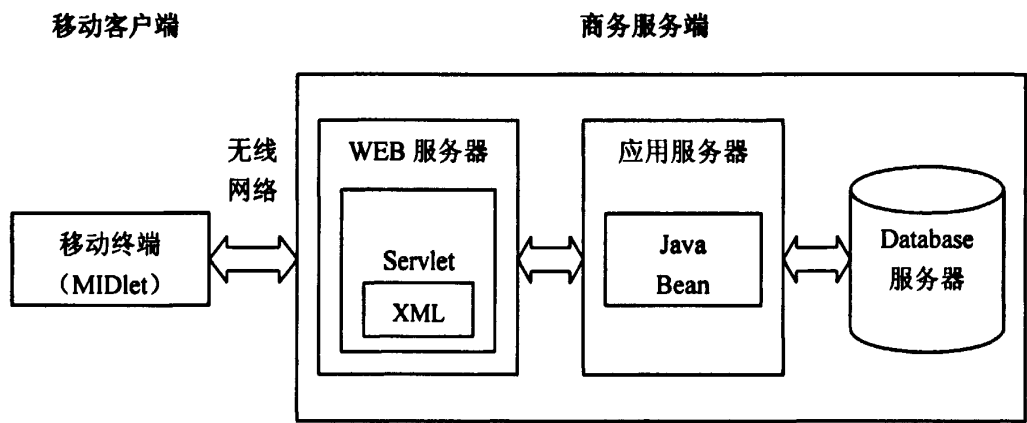 移动客户端
商务服务端
无线
网络
移动终端
（MIDlet）
WEB 服务器
Servlet
XML
应用服务器
Java
Bean
Database
服务器